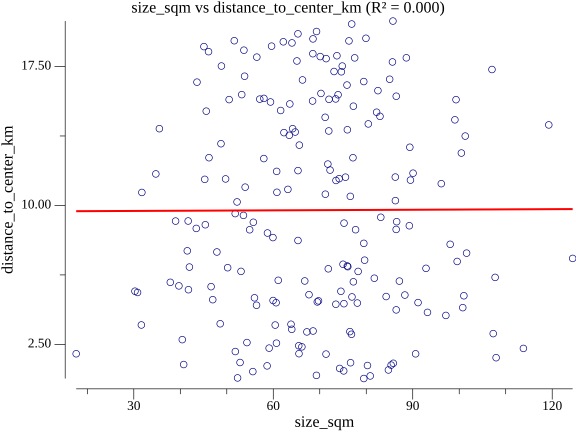 size_sqm vs distance_to_center_km (R² = 0.000)
17.50
10.00
2.50
distance_to_center_km
30
60
90
120
size_sqm